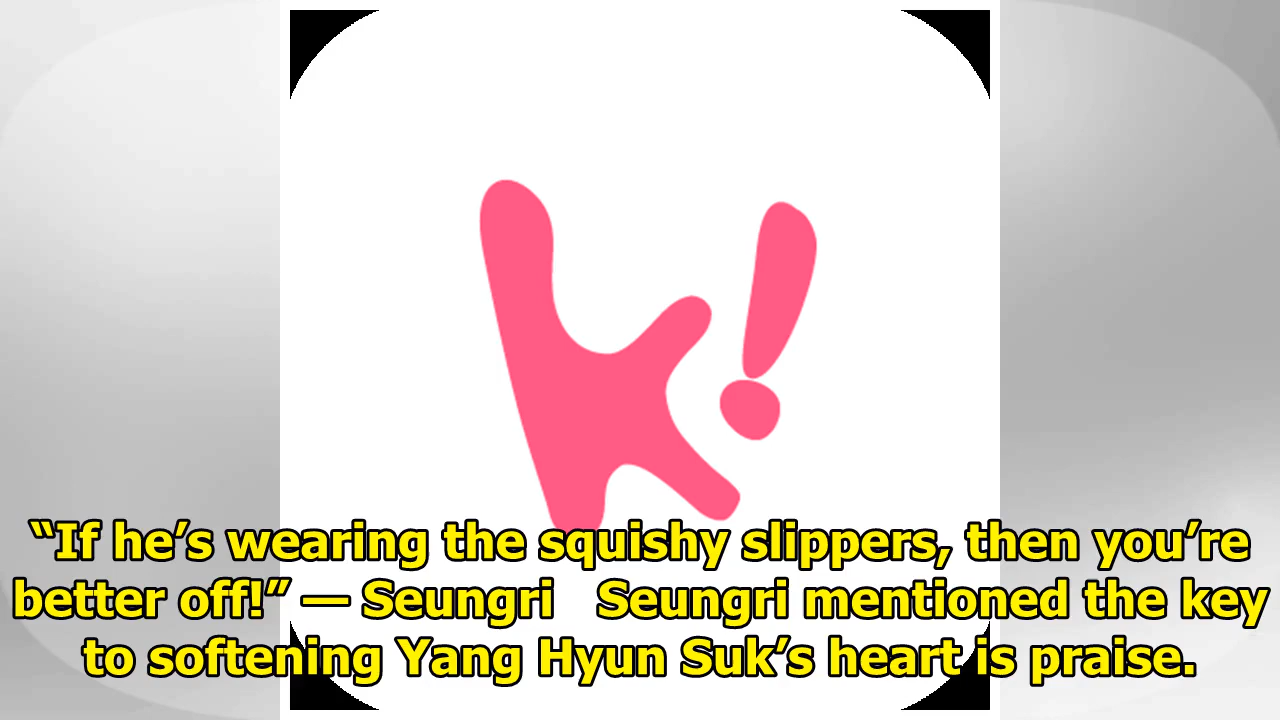 k!
“If he’s wearing the squishy slippers, then you’re
better off!” — Seungri   Seungri mentioned the key
to softening Yang Hyun Suk’s heart is praise.